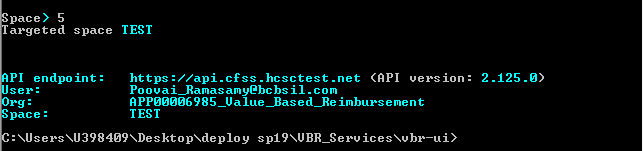 Space> 5
Targeted space TEST
API endpoint: https://api.cfss.hcsctest.net (API version: 2.125.0)
User: Poovai_Ramasamy@bcbsil.com
Org: APP00006985_Value_Based_Reimbursement
Space: TEST
C:\Users\U398409\Desktop\deploy sp19\VBR_Services\vbr-ui>